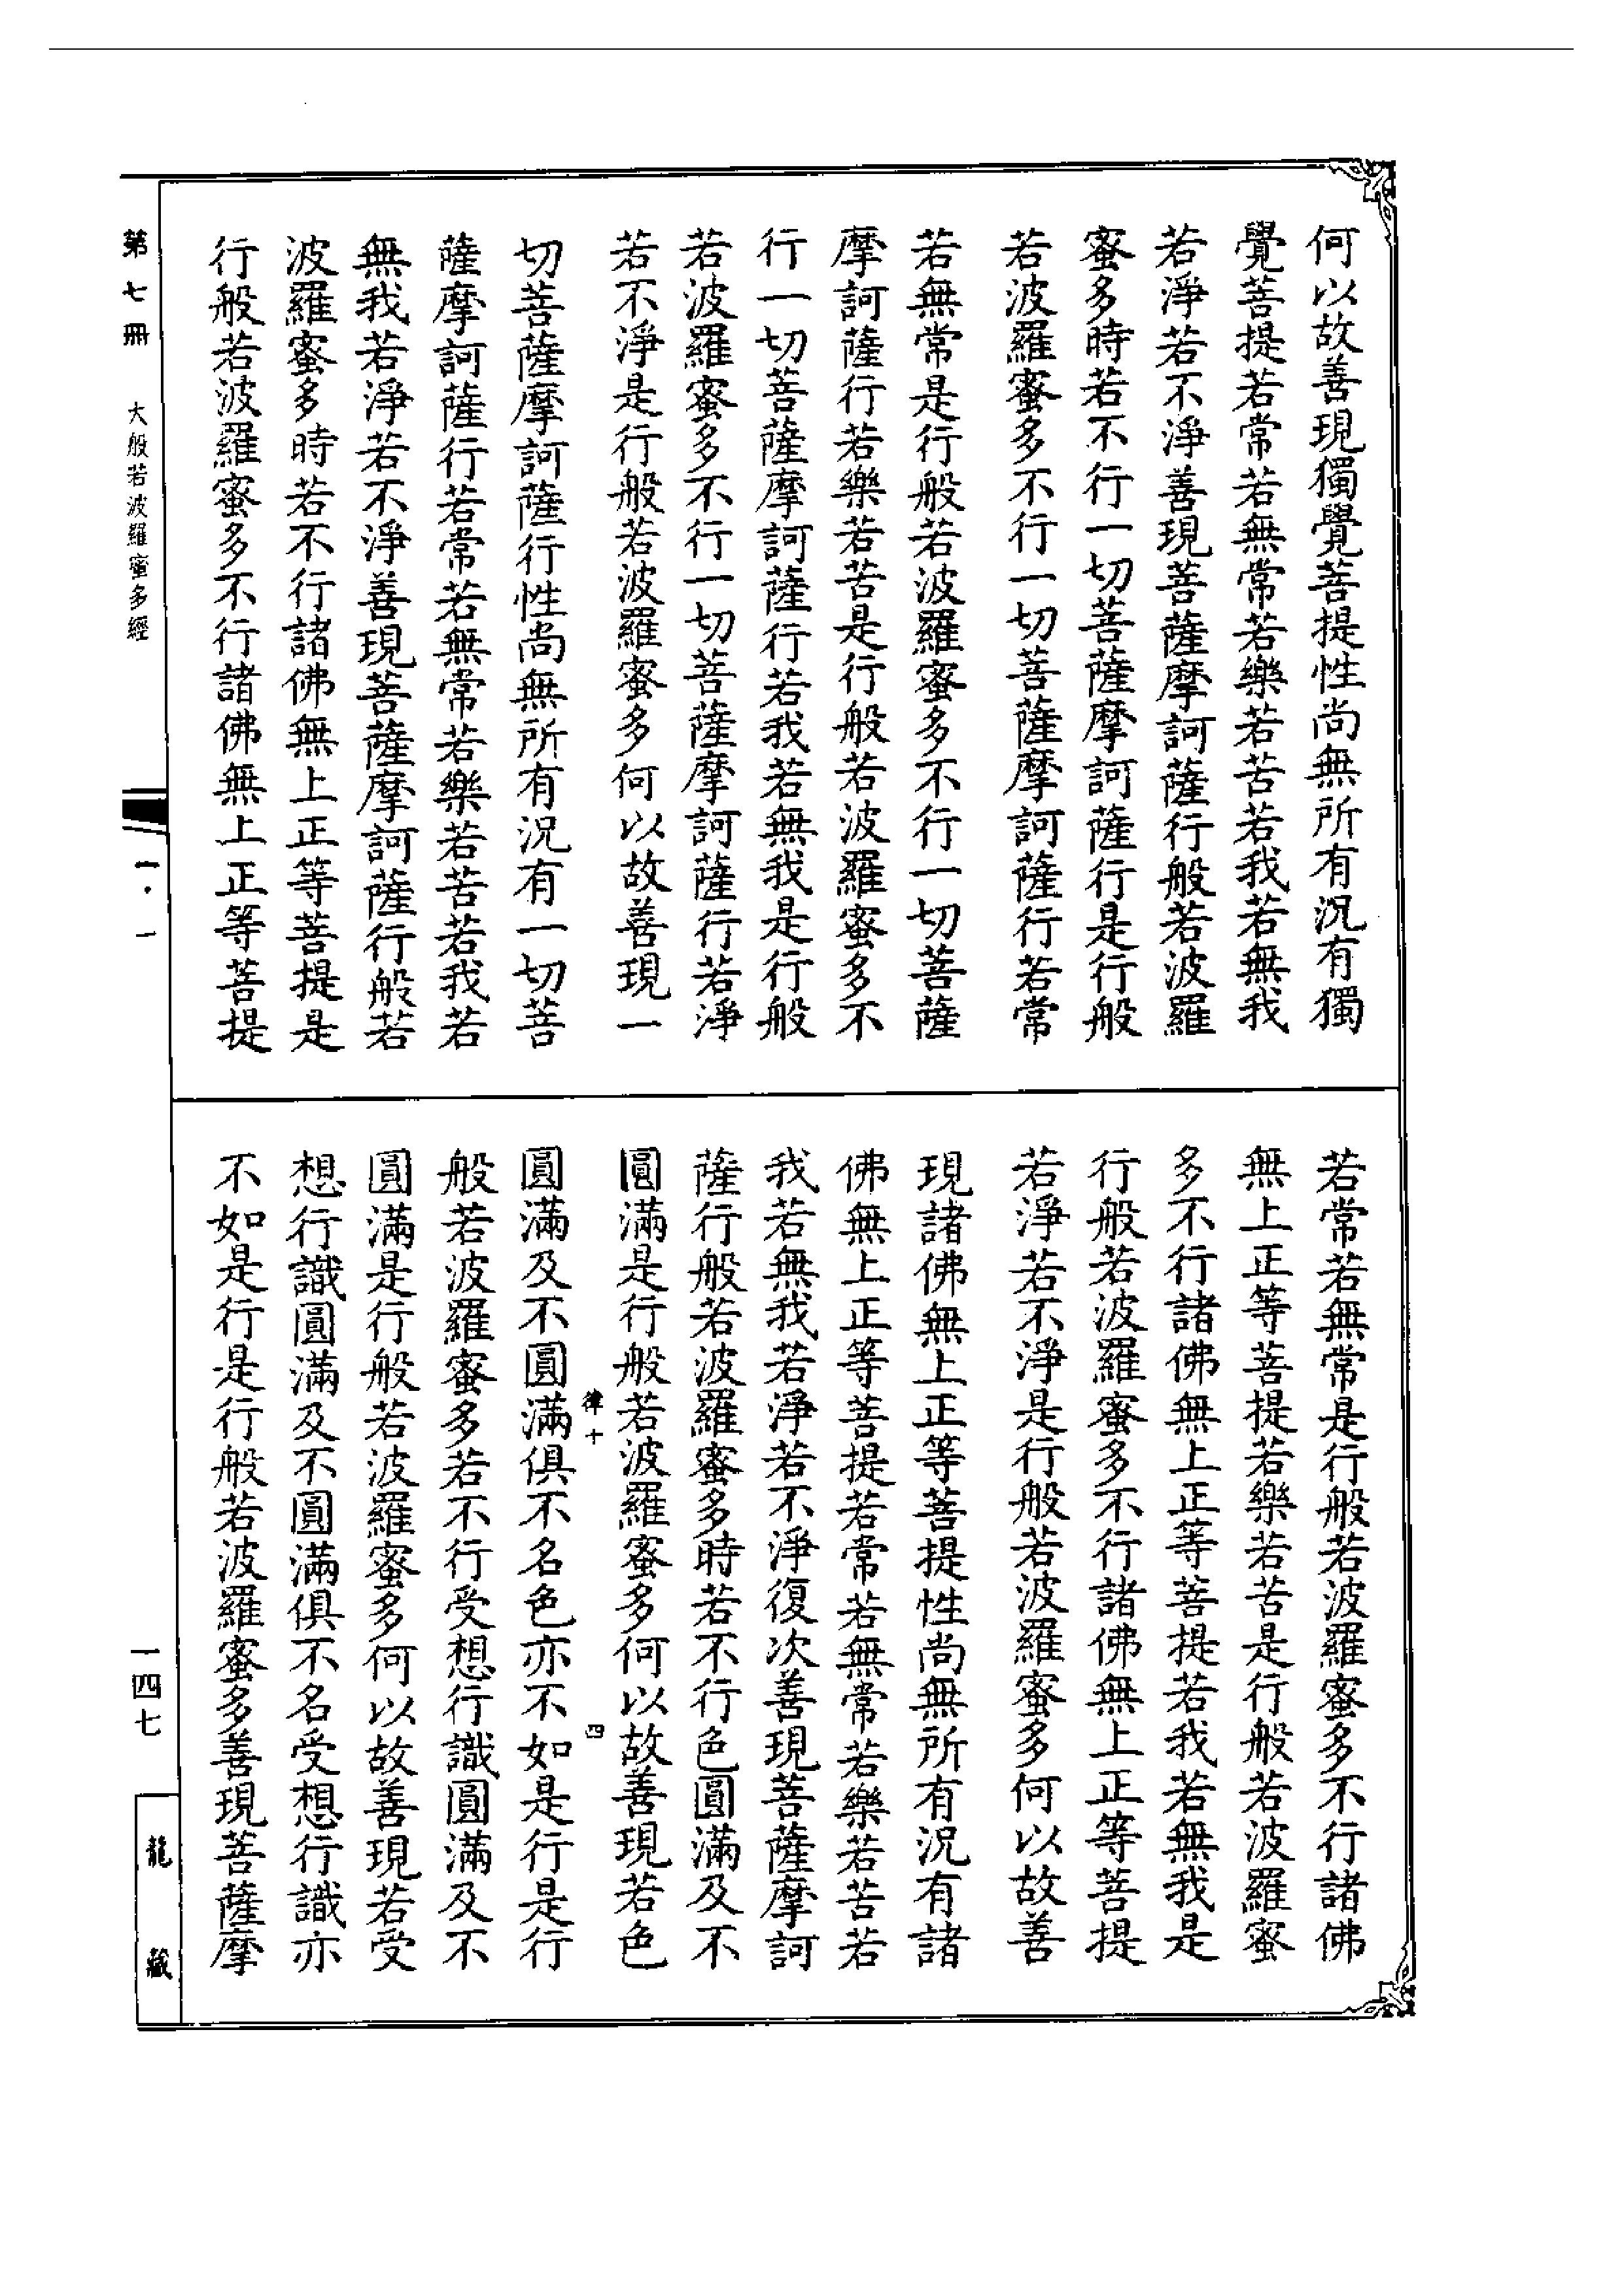 何以故善現獨覺菩提性尚無所有況有獨
覺菩提若常若無常若樂若苦若我若無我
若淨若不淨善現菩薩摩訶薩行般若波羅
蜜多時若不行一切菩薩摩訶薩行是行般
若波羅蜜多不行一切菩薩摩訶薩行若常
若無常是行般若波羅蜜多不行一切菩薩
摩訶薩行若樂若苦是行般若波羅蜜多不
行一切菩薩摩訶薩行若我若無我是行般
若波羅蜜多不行一切菩薩摩訶薩行若淨
若不淨是行般若波羅蜜多何以故善現一
切菩薩摩訶薩行性尚無所有況有一切菩
薩摩訶薩行若常若無常若樂若苦若我若
無我若淨若不淨善現菩薩摩訶薩行般若
波羅蜜多時若不行諸佛無上正等菩提是
行般若波羅蜜多不行諸佛無上正等菩提
若常若無常是行般若波羅蜜多不行諸佛
無上正等菩提若樂若苦是行般若波羅蜜
多不行諸佛無上正等菩提若我若無我是
行般若波羅蜜多不行諸佛無上正等菩提
若淨若不淨是行般若波羅蜜多何以故善
現諸佛無上正等菩提性尚無所有況有諸
佛無上正等菩提若常若無常若樂若苦若
我若無我若淨若不淨復次善現菩薩摩訶
薩行般若波羅蜜多時若不行色圓滿及不
圓滿是行般若波羅蜜多何以故善現若色
律十 四
圓滿及不圓滿俱不名色亦不如是行是行
般若波羅蜜多若不行受想行識圓滿及不
圓滿是行般若波羅蜜多何以故善現若受
想行識圓滿及不圓滿俱不名受想行識亦
不如是行是行般若波羅蜜多善現菩薩摩
第七冊 大般若波羅蜜多經 一·一
一四七
龍藏